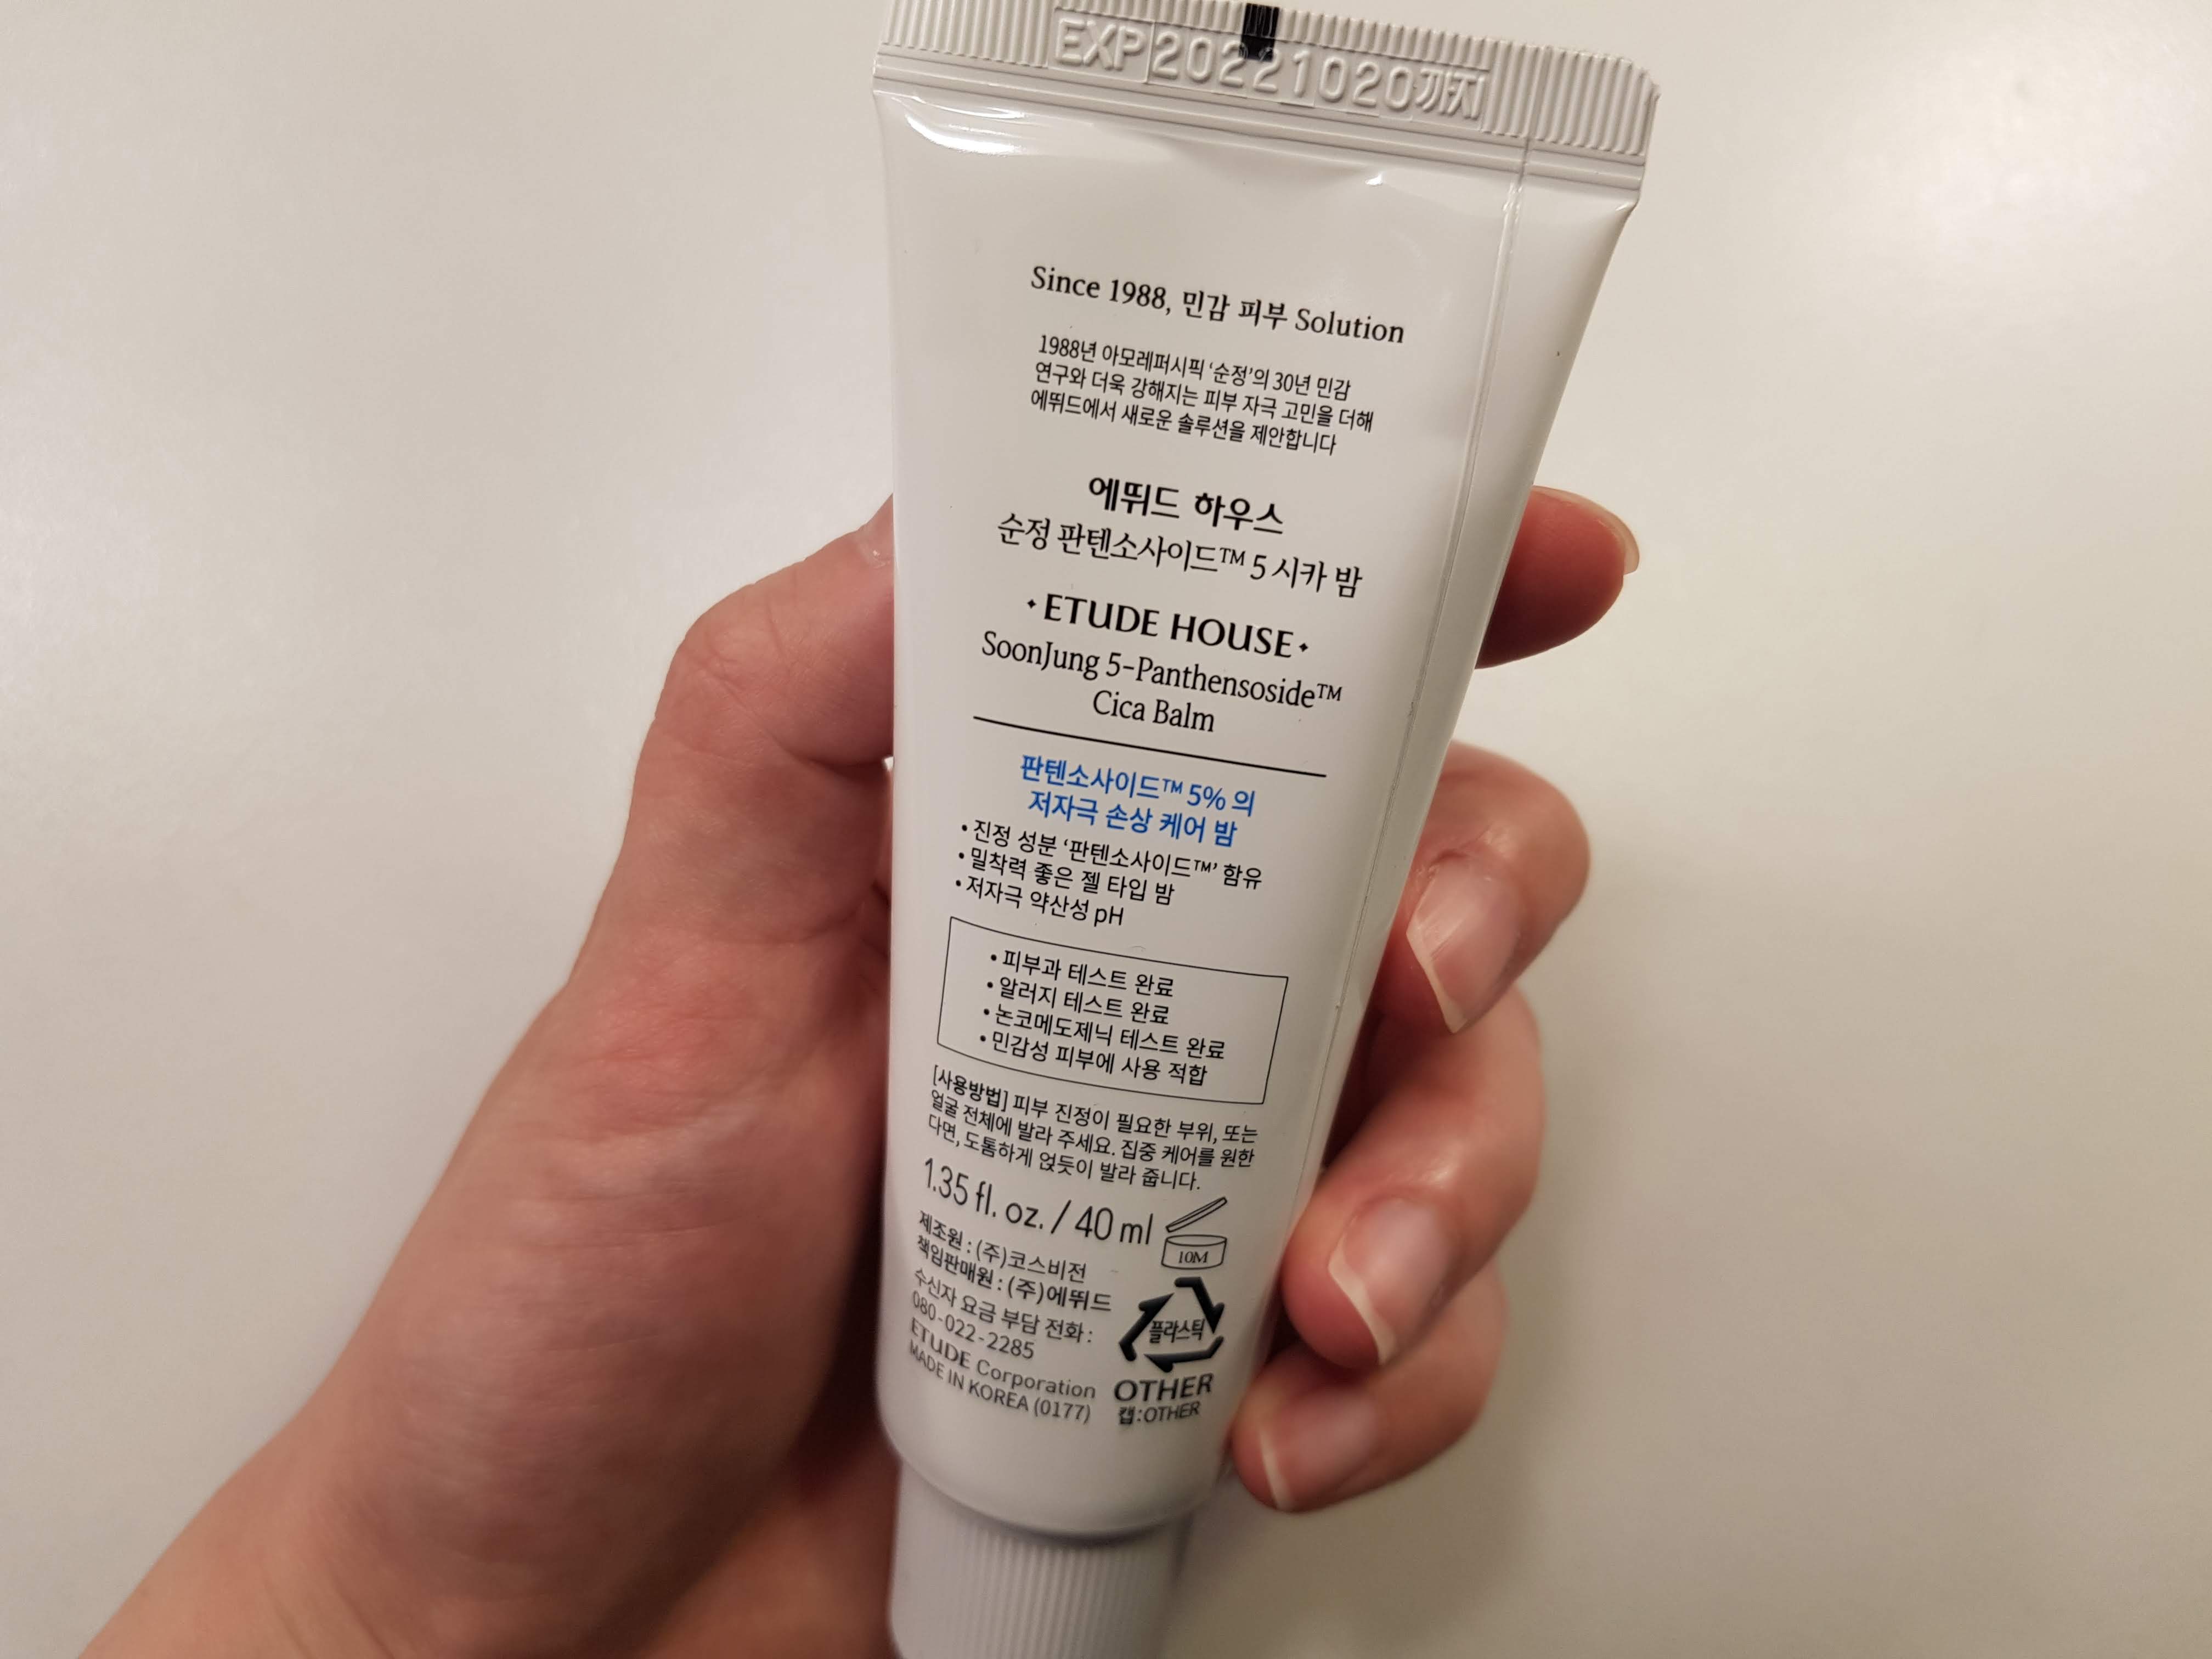 EXP20221020까지
Since 1988, 민감 피부 Solution
1988년 아모레퍼시픽 ‘순정’의 30년 민감
연구와 더욱 강해지는 피부 자극 고민을 더해
에뛰드에서 새로운 솔루션을 제안합니다
에뛰드 하우스
순정 판텐소사이드™ 5 시카 밤
ETUDE HOUSE
SoonJung 5-Panthensoside™
Cica Balm
판텐소사이드™ 5% 의
저자극 손상 케어 밤
• 진정 성분 ‘판텐소사이드™’ 함유
• 밀착력 좋은 젤 타입 밤
• 저자극 약산성 pH
• 피부과 테스트 완료
• 알러지 테스트 완료
• 논코메도제닉 테스트 완료
• 민감성 피부에 사용 적합
[사용방법] 피부 진정이 필요한 부위, 또는
얼굴 전체에 발라 주세요. 집중 케어를 원한
다면, 도톰하게 얹듯이 발라 줍니다.
1.35 fl. oz. / 40 ml
10M
제조원 : (주)코스비전
책임판매원 : (주)에뛰드
수신자 요금 부담 전화 :
080-022-2285
ETUDE Corporation
MADE IN KOREA (0177)
플라스틱
OTHER
캡:OTHER